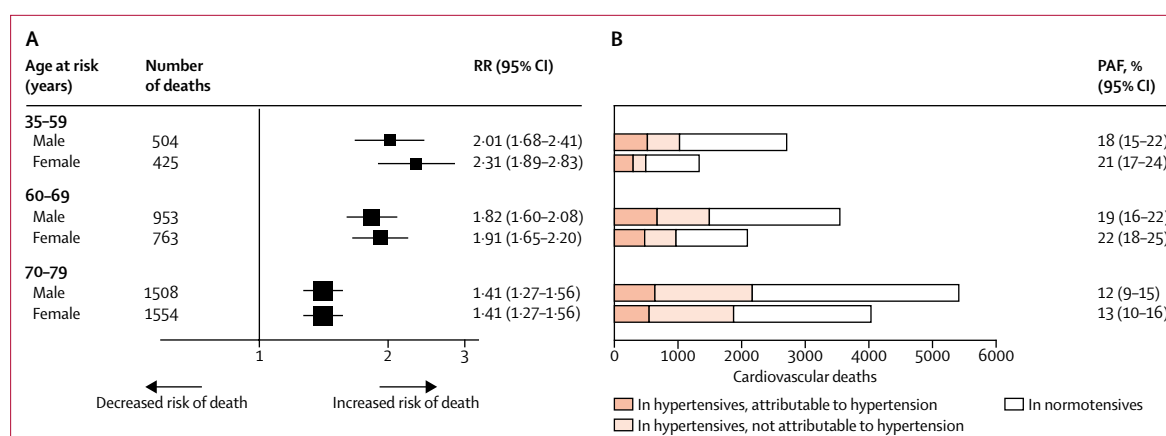 A
B
Age at risk (years) Number of deaths RR (95% CI) PAF, % (95% CI)
35–59
Male 504 2·01 (1·68–2·41) 18 (15–22)
Female 425 2·31 (1·89–2·83) 21 (17–24)
60–69
Male 953 1·82 (1·60–2·08) 19 (16–22)
Female 763 1·91 (1·65–2·20) 22 (18–25)
70–79
Male 1508 1·41 (1·27–1·56) 12 (9–15)
Female 1554 1·41 (1·27–1·56) 13 (10–16)
1 2 3
0 1000 2000 3000 4000 5000 6000
Cardiovascular deaths
Decreased risk of death Increased risk of death
In hypertensives, attributable to hypertension In normotensives
In hypertensives, not attributable to hypertension